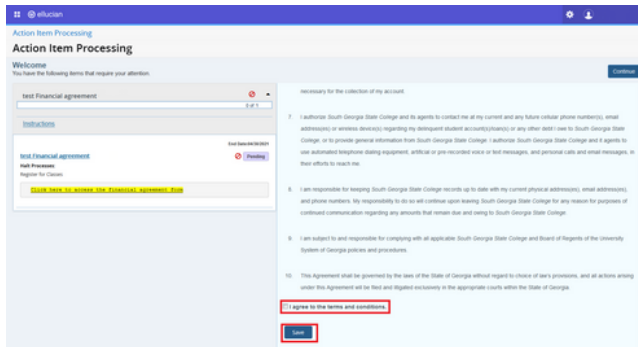 ellucian
Action Item Processing
Action Item Processing
Welcome
You have the following items that require your attention.
Continue
test Financial agreement
0 of 1
Instructions
End Date:04/30/2021
test Financial agreement
Pending
Halt Processes
Register for Classes
Click here to access the financial agreement from
necessary for the collection of my account.
7. I authorize South Georgia State College and its agents to contact me at my current and any future cellular phone number(s), email
address(es) or wireless device(s) regarding my delinquent student account(s)/loan(s) or any other debt I owe to South Georgia State
College, or to provide general information from South Georgia State College. I authorize South Georgia State College and it agents to
use automated telephone dialing equipment, artificial or pre-recorded voice or text messages, and personal calls and email messages, in
their efforts to reach me.
8. I am responsible for keeping South Georgia State College records up to date with my current physical address(es), email address(es),
and phone numbers. My responsibility to do so will continue upon leaving South Georgia State College for any reason for purposes of
continued communication regarding any amounts that remain due and owing to South Georgia State College.
9. I am subject to and responsible for complying with all applicable South Georgia State College and Board of Regents of the University
System of Georgia policies and procedures.
10. This Agreement shall be governed by the laws of the State of Georgia without regard to choice of law's provisions, and all actions arising
under this Agreement will be filed and litigated exclusively in the appropriate courts within the State of Georgia.
I agree to the terms and conditions.
Save